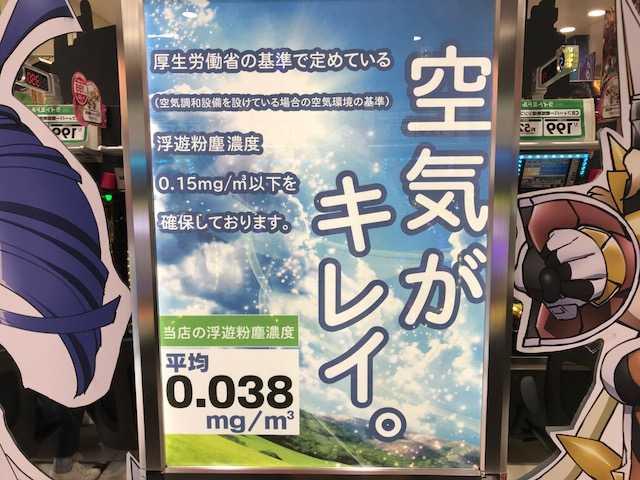 空気が
キレイ。
厚生労働省の基準で定めている
(空気調和設備を設けている場合の空気環境の基準)
浮遊粉塵濃度
0.15mg/㎥以下を
確保しております。
当店の浮遊粉塵濃度
平均
0.038
mg/m³